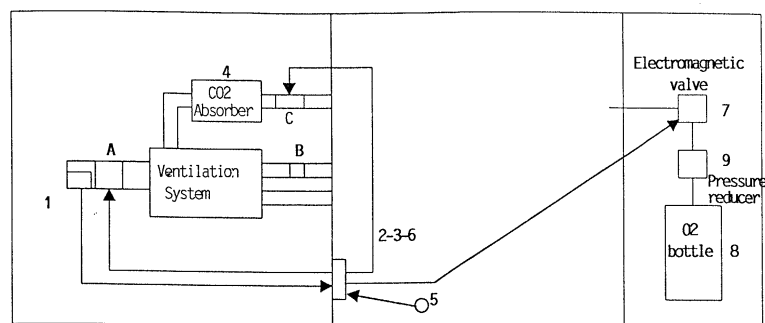 4
CO2
Absorber
C
A
Ventilation
System
B
1
2-3-6
5
Electromagnetic
valve
7
9
Pressure
reducer
O2
bottle
8